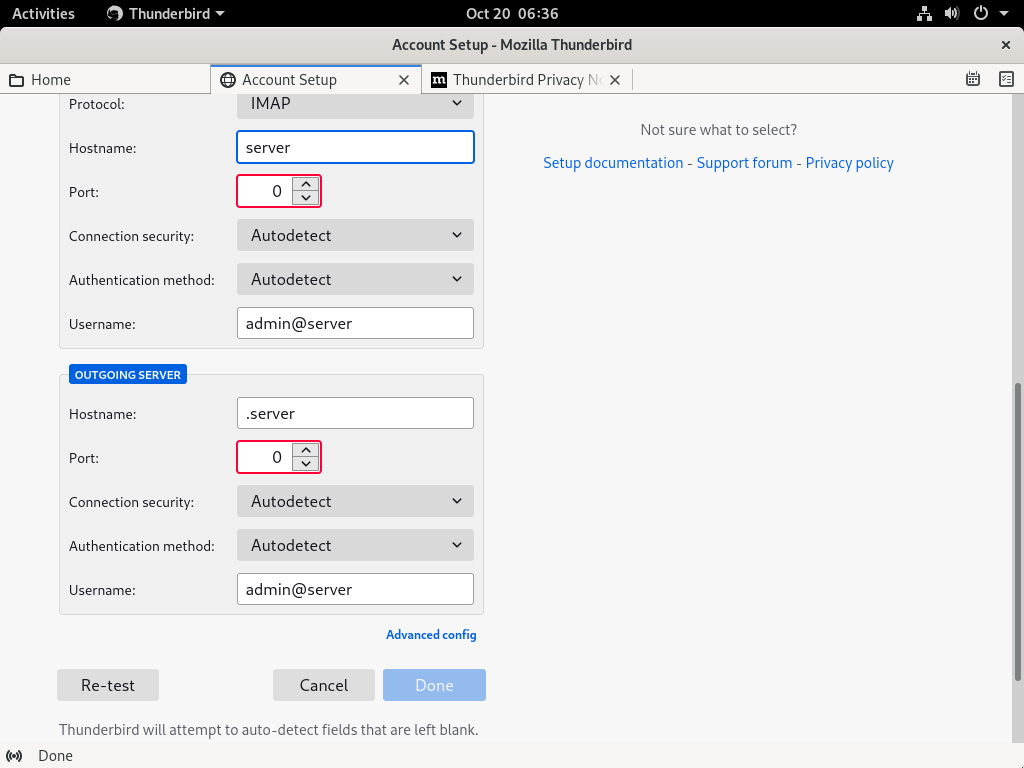 Activities
Thunderbird
Oct 20 06:36
Account Setup - Mozilla Thunderbird
Home
Account Setup
m
Thunderbird Privacy No
Protocol:
IMAP
Hostname:
server
Port:
0
Connection security:
Autodetect
Authentication method:
Autodetect
Username:
admin@server
OUTGOING SERVER
Hostname:
.server
Port:
0
Connection security:
Autodetect
Authentication method:
Autodetect
Username:
admin@server
Advanced config
Re-test
Cancel
Done
Thunderbird will attempt to auto-detect fields that are left blank.
Not sure what to select?
Setup documentation - Support forum - Privacy policy
Done